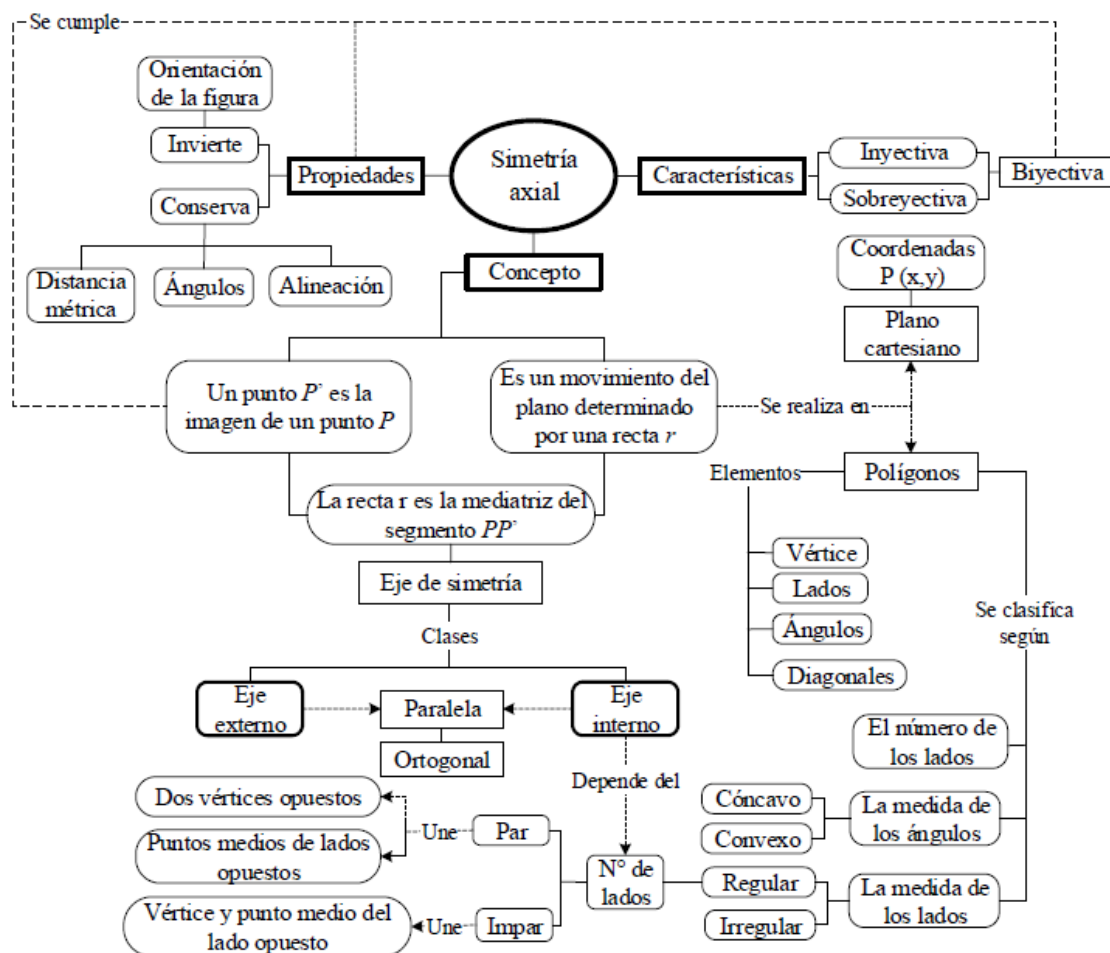 Se cumple
Orientación
de la figura
Invierte
Propiedades
Conserva
Distancia
métrica
Ángulos
Alineación
Simetría
axial
Características
Inyectiva
Sobreyectiva
Biyectiva
Concepto
Coordenadas
P (x,y)
Plano
cartesiano
Un punto P` es la
imagen de un punto P
Es un movimiento del
plano determinado
por una recta r
Se realiza en
Polígonos
Elementos
La recta r es la mediatriz del
segmento PP`
Eje de simetría
Vértice
Lados
Ángulos
Diagonales
Se clasifica
según
Clases
Eje
externo
Paralela
Eje
interno
Ortogonal
El número de
los lados
Depende del
Dos vértices opuestos
Puntos medios de lados
opuestos
Une
Par
Cóncavo
Convexo
La medida de
los ángulos
N° de
lados
Regular
Irregular
La medida de
los lados
Vértice y punto medio del
lado opuesto
Une
Impar